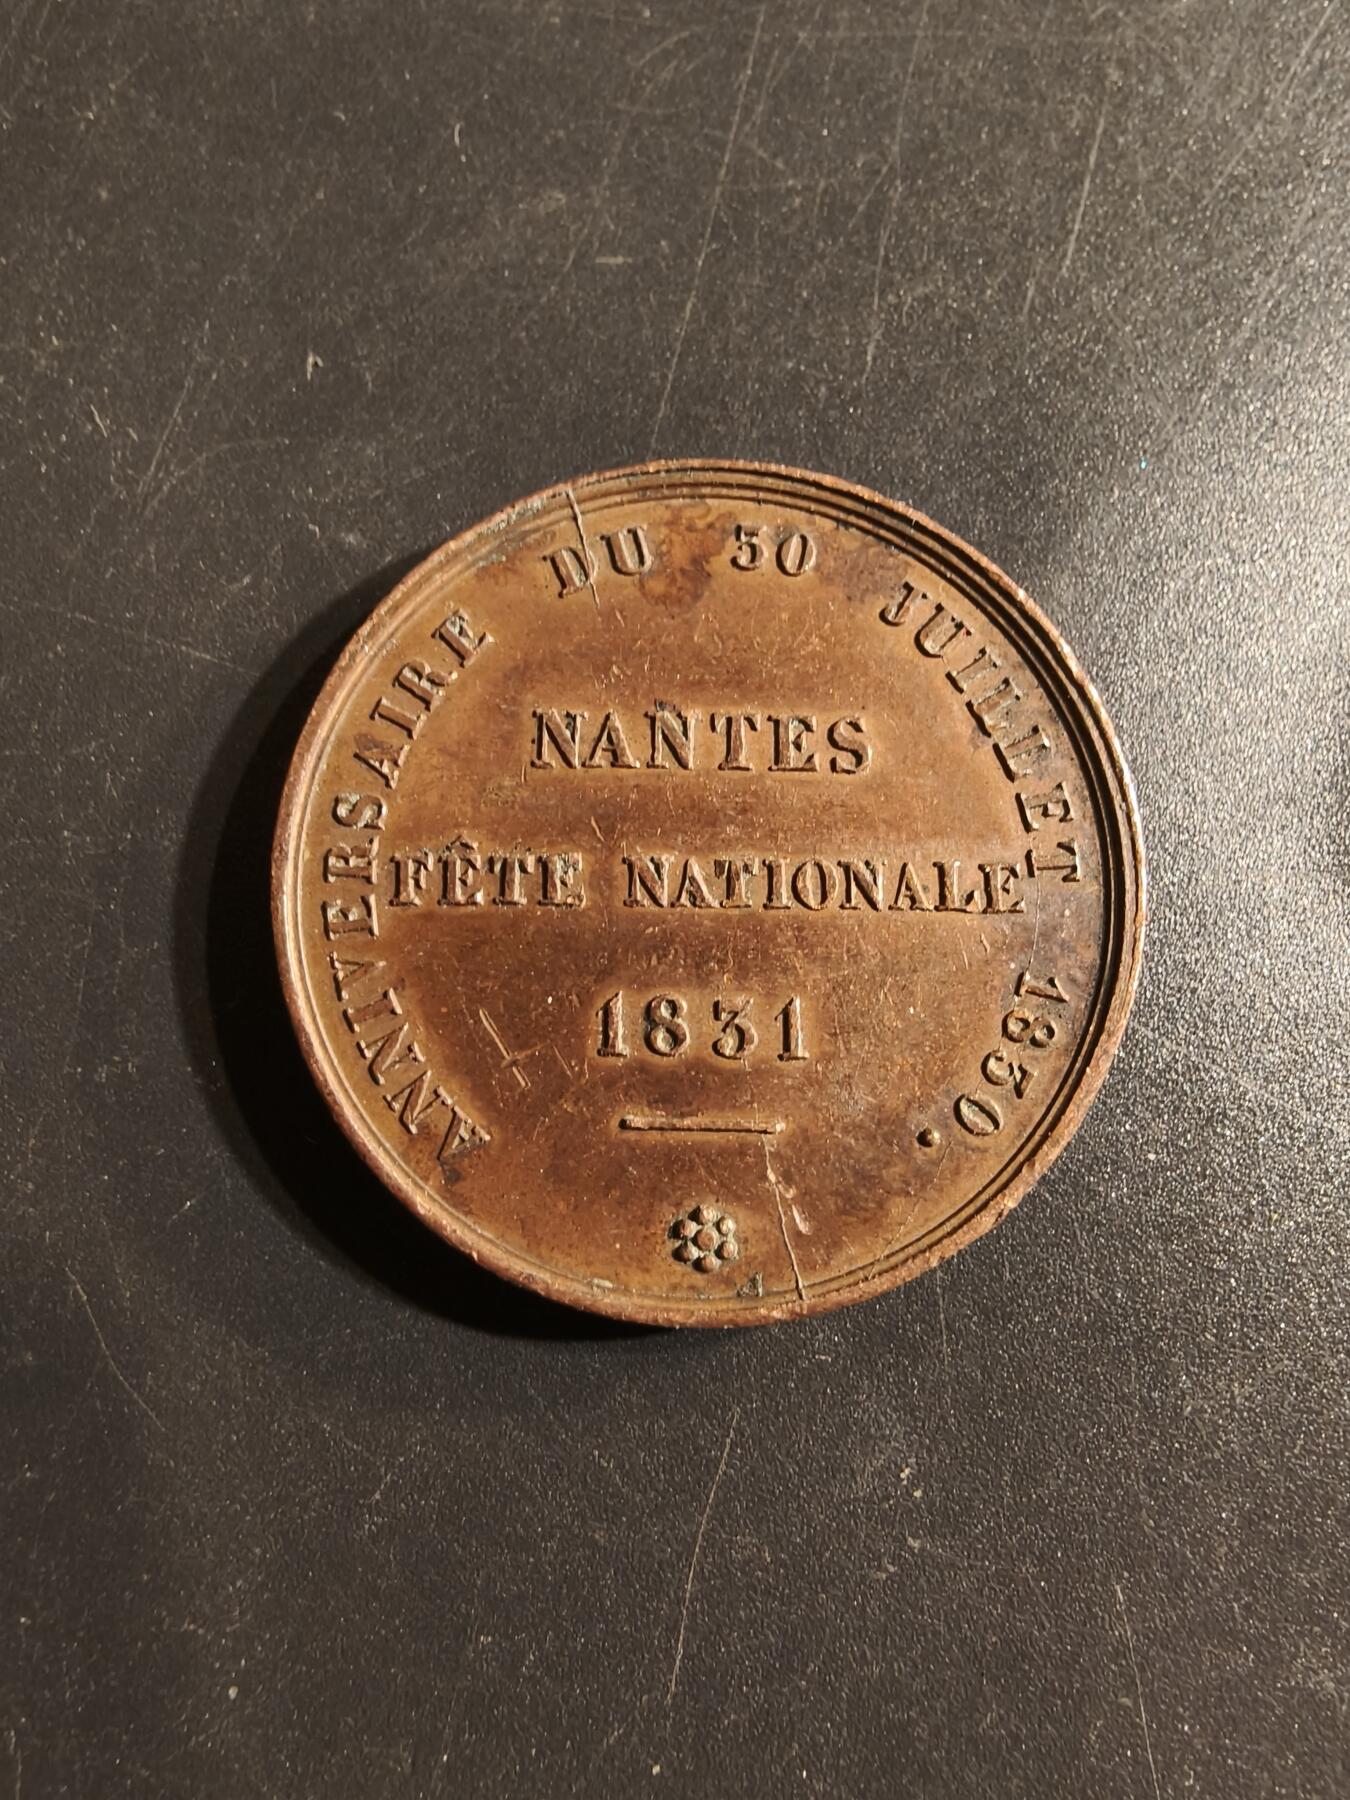 ANNIVERSAIRE DU 30 JUILLET 1830.
NANTES
FÊTE NATIONALE
1831